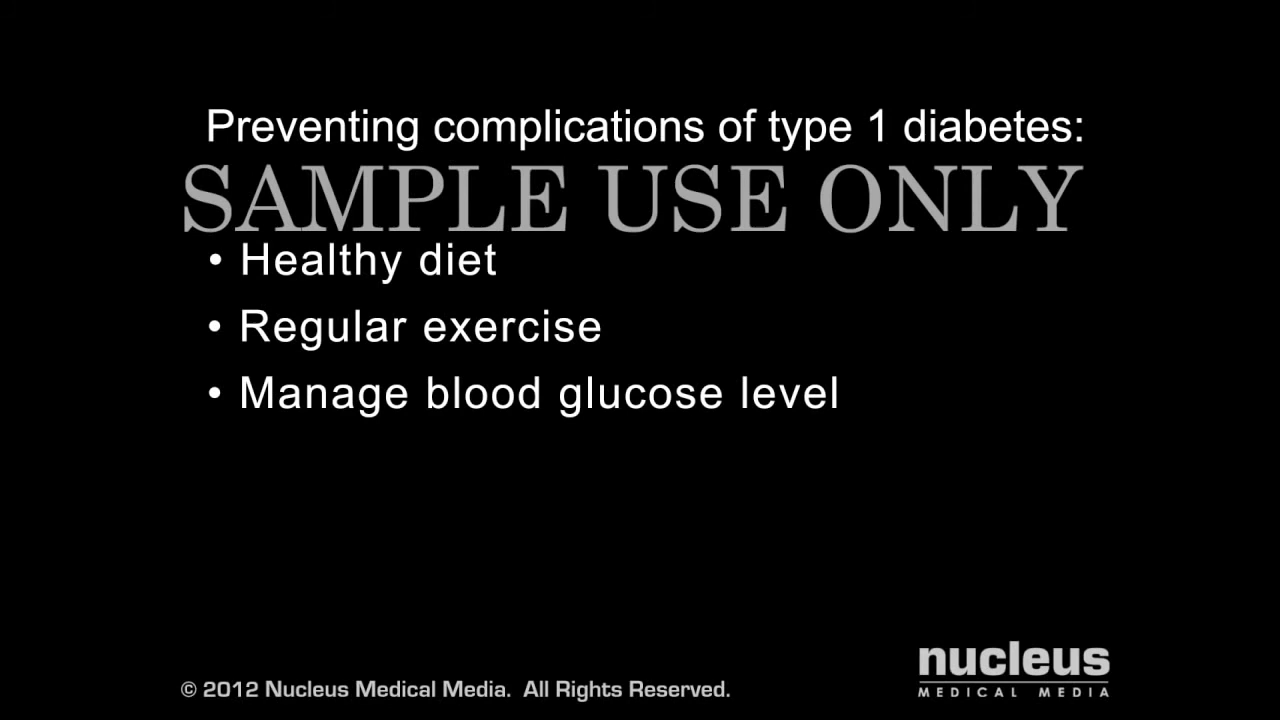 Preventing complications of type 1 diabetes:
SAMPLE USE ONLY
• Healthy diet
• Regular exercise
• Manage blood glucose level
nucleus
MEDICAL MEDIA
© 2012 Nucleus Medical Media. All Rights Reserved.